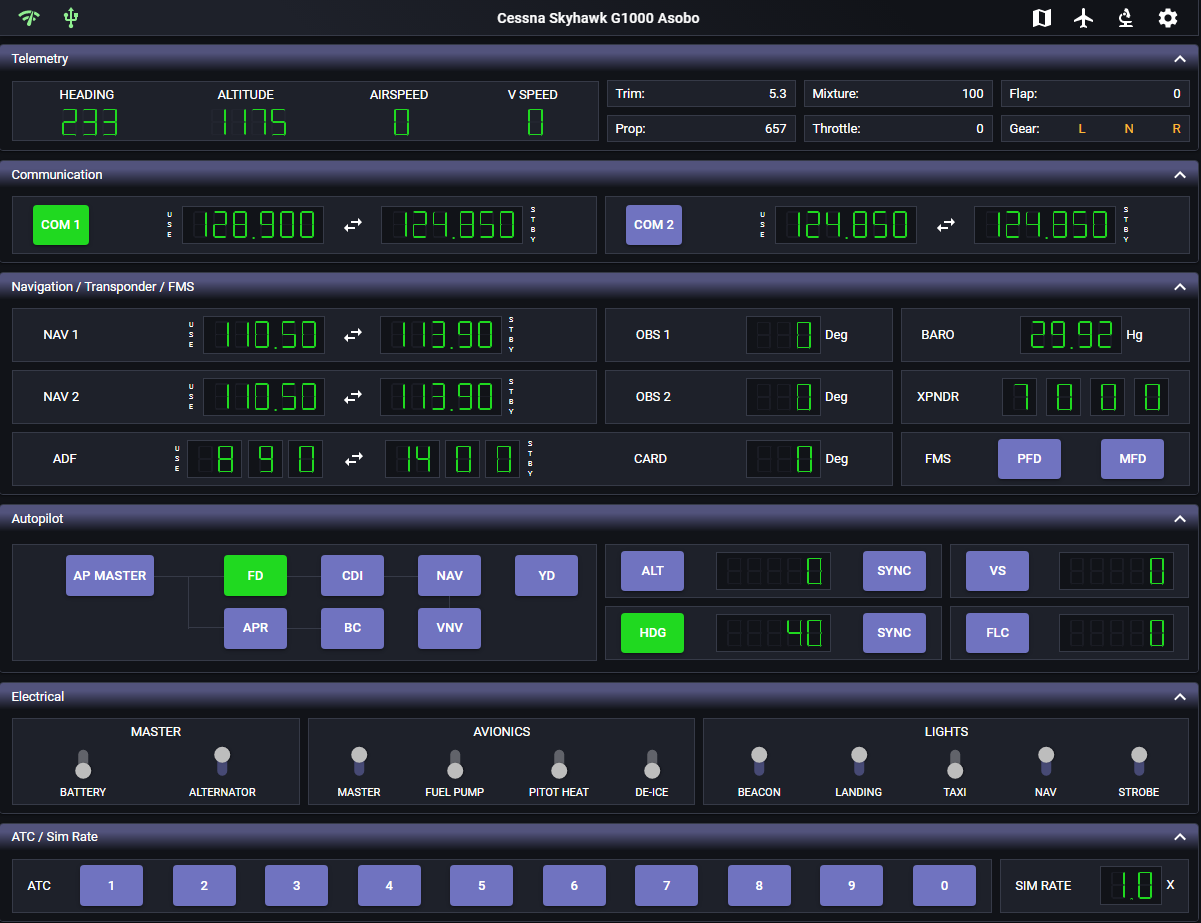 Cessna Skyhawk G1000 Asobo
Telemetry
HEADING ALTITUDE AIRSPEED V SPEED
233 1175 0 0
Trim: 5.3 Mixture: 100 Flap: 0
Prop: 657 Throttle: 0 Gear: L N R
Communication
COM 1 USE 128.900 124.850 STBY COM 2 USE 124.850 124.850 STBY
Navigation / Transponder / FMS
NAV 1 USE 110.50 113.90 STBY OBS 1 0 Deg BARO 29.92 Hg
NAV 2 USE 110.50 113.90 STBY OBS 2 0 Deg XPNDR 7 0 0 0
ADF USE 8 9 0 14 0 0 STBY CARD 0 Deg FMS PFD MFD
Autopilot
AP MASTER FD CDI NAV YD ALT 0 SYNC VS 0
APR BC VNV HDG 40 SYNC FLC 0
Electrical
MASTER AVIONICS LIGHTS
BATTERY ALTERNATOR MASTER FUEL PUMP PITOT HEAT DE-ICE BEACON LANDING TAXI NAV STROBE
ATC / Sim Rate
ATC 1 2 3 4 5 6 7 8 9 0 SIM RATE 1.0 X